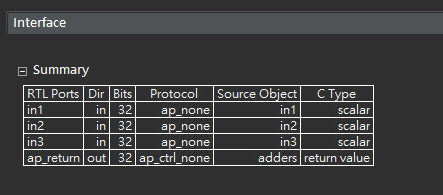 Interface
Summary
RTL Ports Dir Bits Protocol Source Object C Type
in1 in 32 ap_none in1 scalar
in2 in 32 ap_none in2 scalar
in3 in 32 ap_none in3 scalar
ap_return out 32 ap_ctrl_none adders return value